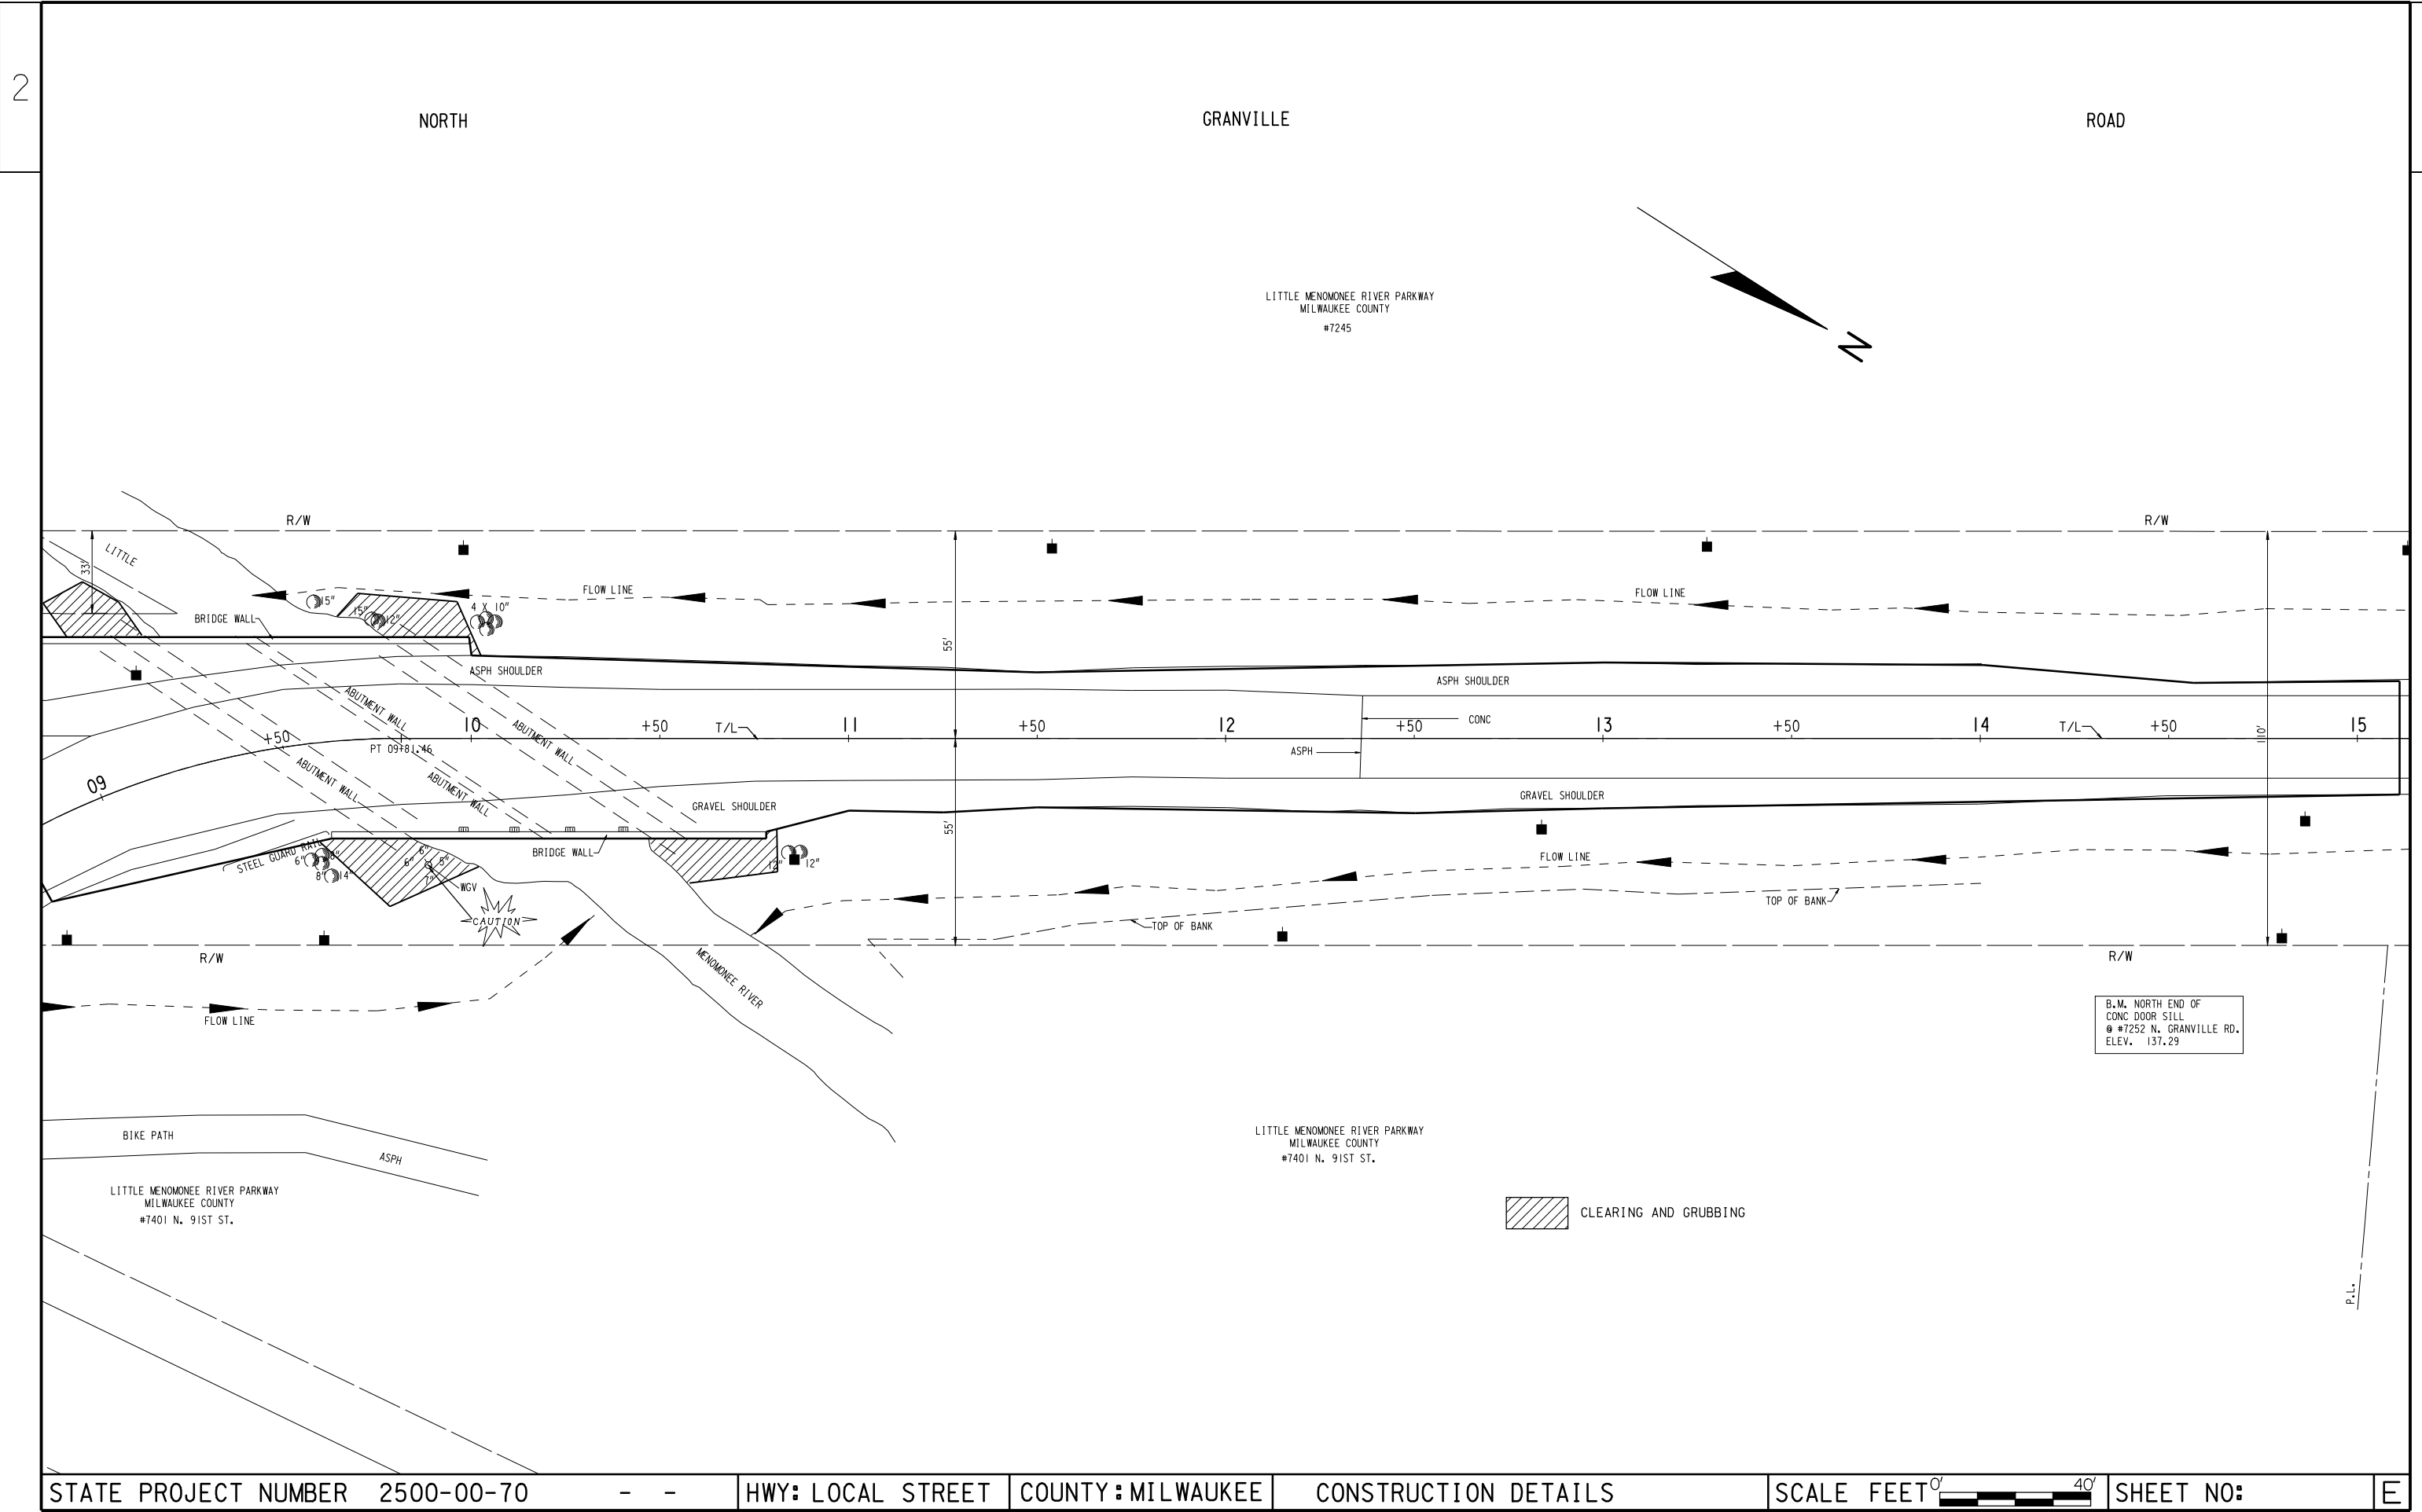 2
NORTH GRANVILLE ROAD
N
LITTLE MENOMONEE RIVER PARKWAY
MILWAUKEE COUNTY
#7245
R/W
R/W
LITTLE
33'
15"
15"
12"
4 X 10"
FLOW LINE
FLOW LINE
BRIDGE WALL
55'
ASPH SHOULDER
ASPH SHOULDER
ABUTMENT WALL
ABUTMENT WALL
ABUTMENT WALL
ABUTMENT WALL
09 +50 10 +50 T/L 11 +50 12 +50 13 +50 14 T/L +50 15
CONC
ASPH
110'
PT 09+81.46
GRAVEL SHOULDER
GRAVEL SHOULDER
55'
STEEL GUARD RAIL
6"
8"
14"
6"
6"
5"
7"
WGV
CAUTION
BRIDGE WALL
12"
12"
FLOW LINE
TOP OF BANK
TOP OF BANK
R/W
R/W
MENOMONEE RIVER
FLOW LINE
B.M. NORTH END OF
CONC DOOR SILL
@ #7252 N. GRANVILLE RD.
ELEV. 137.29
BIKE PATH
ASPH
LITTLE MENOMONEE RIVER PARKWAY
MILWAUKEE COUNTY
#7401 N. 91ST ST.
LITTLE MENOMONEE RIVER PARKWAY
MILWAUKEE COUNTY
#7401 N. 91ST ST.
CLEARING AND GRUBBING
P.L.
STATE PROJECT NUMBER 2500-00-70 - - HWY: LOCAL STREET COUNTY: MILWAUKEE CONSTRUCTION DETAILS SCALE FEET 0' 40' SHEET NO: E